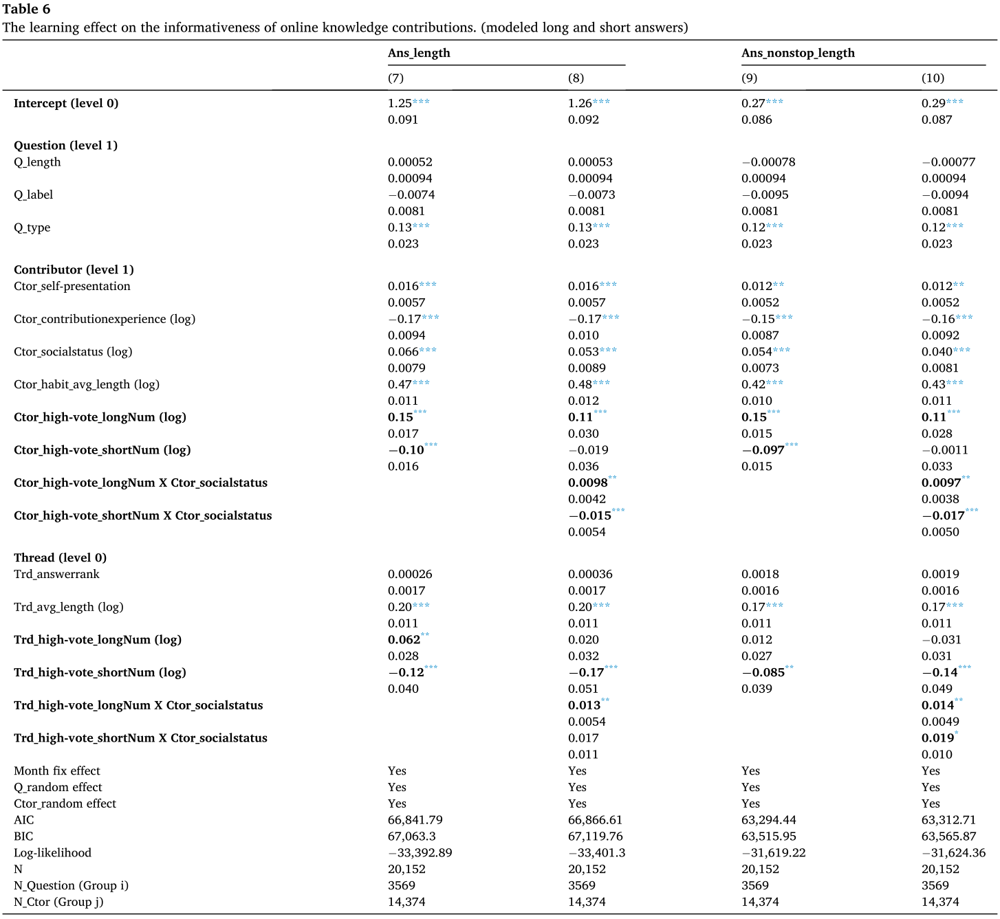 Table 6
The learning effect on the informativeness of online knowledge contributions. (modeled long and short answers)
Ans_length Ans_nonstop_length
(7) (8) (9) (10)
Intercept (level 0) 1.25*** 1.26*** 0.27*** 0.29***
0.091 0.092 0.086 0.087
Question (level 1)
Q_length 0.00052 0.00053 −0.00078 −0.00077
0.00094 0.00094 0.00094 0.00094
Q_label −0.0074 −0.0073 −0.0095 −0.0094
0.0081 0.0081 0.0081 0.0081
Q_type 0.13*** 0.13*** 0.12*** 0.12***
0.023 0.023 0.023 0.023
Contributor (level 1)
Ctor_self-presentation 0.016*** 0.016*** 0.012** 0.012**
0.0057 0.0057 0.0052 0.0052
Ctor_contributionexperience (log) −0.17*** −0.17*** −0.15*** −0.16***
0.0094 0.010 0.0087 0.0092
Ctor_socialstatus (log) 0.066*** 0.053*** 0.054*** 0.040***
0.0079 0.0089 0.0073 0.0081
Ctor_habit_avg_length (log) 0.47*** 0.48*** 0.42*** 0.43***
0.011 0.012 0.010 0.011
Ctor_high-vote_longNum (log) 0.15*** 0.11*** 0.15*** 0.11***
0.017 0.030 0.015 0.028
Ctor_high-vote_shortNum (log) −0.10*** −0.019 −0.097*** −0.0011
0.016 0.036 0.015 0.033
Ctor_high-vote_longNum X Ctor_socialstatus 0.0098** 0.0097**
0.0042 0.0038
Ctor_high-vote_shortNum X Ctor_socialstatus −0.015*** −0.017***
0.0054 0.0050
Thread (level 0)
Trd_answerrank 0.00026 0.00036 0.0018 0.0019
0.0017 0.0017 0.0016 0.0016
Trd_avg_length (log) 0.20*** 0.20*** 0.17*** 0.17***
0.011 0.011 0.011 0.011
Trd_high-vote_longNum (log) 0.062** 0.020 0.012 −0.031
0.028 0.032 0.027 0.031
Trd_high-vote_shortNum (log) −0.12*** −0.17*** −0.085** −0.14***
0.040 0.051 0.039 0.049
Trd_high-vote_longNum X Ctor_socialstatus 0.013** 0.014**
0.0054 0.0049
Trd_high-vote_shortNum X Ctor_socialstatus 0.017 0.019*
0.011 0.010
Month fix effect Yes Yes Yes Yes
Q_random effect Yes Yes Yes Yes
Ctor_random effect Yes Yes Yes Yes
AIC 66,841.79 66,866.61 63,294.44 63,312.71
BIC 67,063.3 67,119.76 63,515.95 63,565.87
Log-likelihood −33,392.89 −33,401.3 −31,619.22 −31,624.36
N 20,152 20,152 20,152 20,152
N_Question (Group i) 3569 3569 3569 3569
N_Ctor (Group j) 14,374 14,374 14,374 14,374